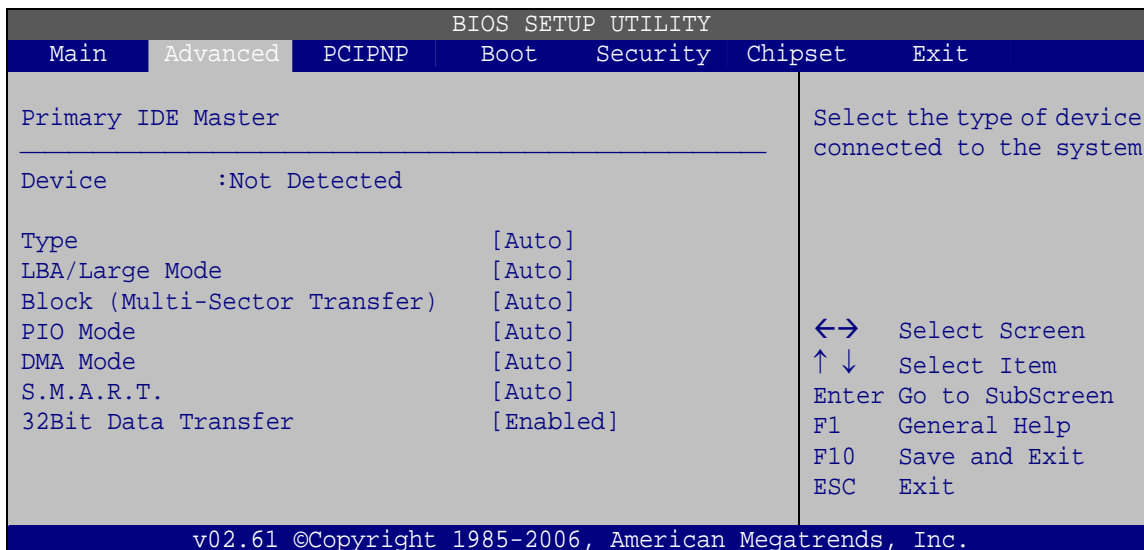 BIOS SETUP UTILITY
Main Advanced PCIPNP Boot Security Chipset Exit
Primary IDE Master
Device :Not Detected
Type [Auto]
LBA/Large Mode [Auto]
Block (Multi-Sector Transfer) [Auto]
PIO Mode [Auto]
DMA Mode [Auto]
S.M.A.R.T. [Auto]
32Bit Data Transfer [Enabled]
Select the type of device
connected to the system
←→ Select Screen
↑ ↓ Select Item
Enter Go to SubScreen
F1 General Help
F10 Save and Exit
ESC Exit
v02.61 ©Copyright 1985-2006, American Megatrends, Inc.